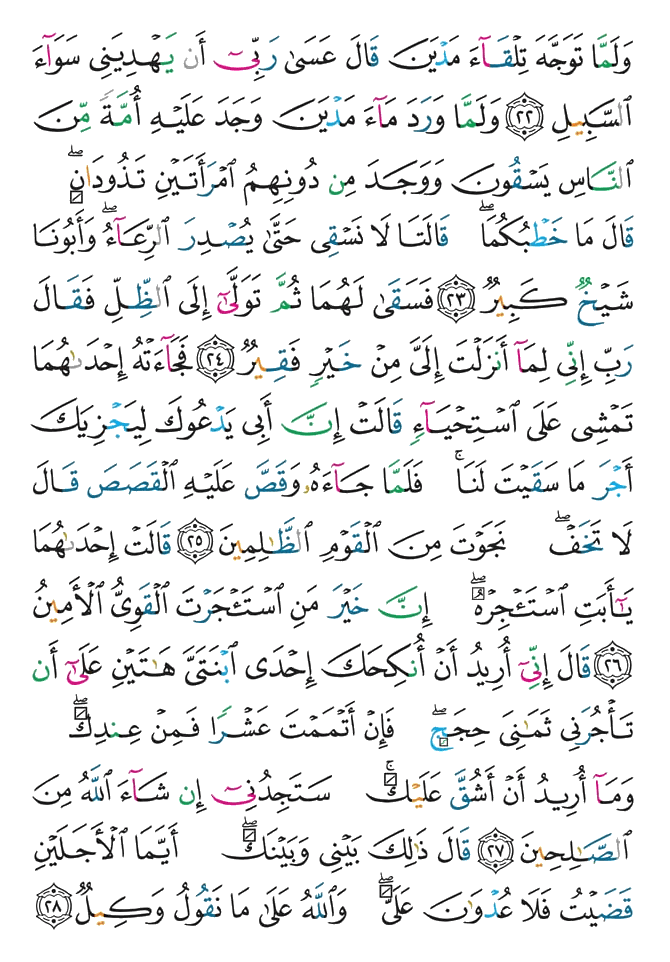 وَلَمَّا تَوَجَّهَ تِلْقَآءَ مَدْيَنَ قَالَ عَسَىٰ رَبِّىٓ أَن يَهْدِيَنِى سَوَآءَ
ٱلسَّبِيلِ ٢٢ وَلَمَّا وَرَدَ مَآءَ مَدْيَنَ وَجَدَ عَلَيْهِ أُمَّةً مِّنَ
ٱلنَّاسِ يَسْقُونَ وَوَجَدَ مِن دُونِهِمُ ٱمْرَأَتَيْنِ تَذُودَانِۖ
قَالَ مَا خَطْبُكُمَاۖ قَالَتَا لَا نَسْقِى حَتَّىٰ يُصْدِرَ ٱلرِّعَآءُۖ وَأَبُونَا
شَيْخٌ كَبِيرٌ ٢٣ فَسَقَىٰ لَهُمَا ثُمَّ تَوَلَّىٰٓ إِلَى ٱلظِّلِّ فَقَالَ
رَبِّ إِنِّى لِمَآ أَنزَلْتَ إِلَىَّ مِنْ خَيْرٍ فَقِيرٌ ٢٤ فَجَآءَتْهُ إِحْدَىٰهُمَا
تَمْشِى عَلَى ٱسْتِحْيَآءٍ قَالَتْ إِنَّ أَبِى يَدْعُوكَ لِيَجْزِيَكَ
أَجْرَ مَا سَقَيْتَ لَنَاۚ فَلَمَّا جَآءَهُۥ وَقَصَّ عَلَيْهِ ٱلْقَصَصَ قَالَ
لَا تَخَفْۖ نَجَوْتَ مِنَ ٱلْقَوْمِ ٱلظَّٰلِمِينَ ٢٥ قَالَتْ إِحْدَىٰهُمَا
يَٰٓأَبَتِ ٱسْتَـْٔجِرْهُۖ إِنَّ خَيْرَ مَنِ ٱسْتَـْٔجَرْتَ ٱلْقَوِىُّ ٱلْأَمِينُ
٢٦ قَالَ إِنِّىٓ أُرِيدُ أَنْ أُنكِحَكَ إِحْدَى ٱبْنَتَىَّ هَٰتَيْنِ عَلَىٰٓ أَن
تَأْجُرَنِى ثَمَٰنِىَ حِجَجٍۖ فَإِنْ أَتْمَمْتَ عَشْرًا فَمِنْ عِندِكَۖ
وَمَآ أُرِيدُ أَنْ أَشُقَّ عَلَيْكَۚ سَتَجِدُنِىٓ إِن شَآءَ ٱللَّهُ مِنَ
ٱلصَّٰلِحِينَ ٢٧ قَالَ ذَٰلِكَ بَيْنِى وَبَيْنَكَۖ أَيَّمَا ٱلْأَجَلَيْنِ
قَضَيْتُ فَلَا عُدْوَٰنَ عَلَىَّۖ وَٱللَّهُ عَلَىٰ مَا نَقُولُ وَكِيلٌ ٢٨